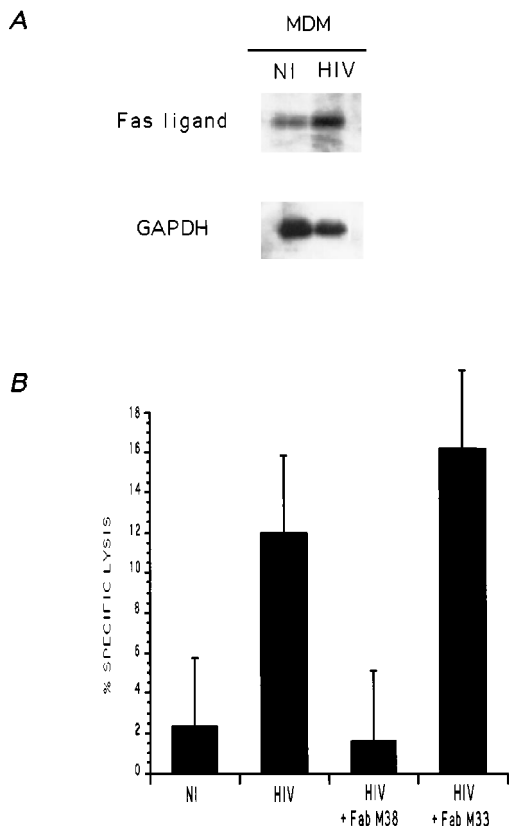 A
MDM
NI HIV
Fas ligand
GAPDH
B
18
16
14
12
10
8
6
4
2
0
% SPECIFIC LYSIS
NI
HIV
HIV
+ Fab M38
HIV
+ Fab M33